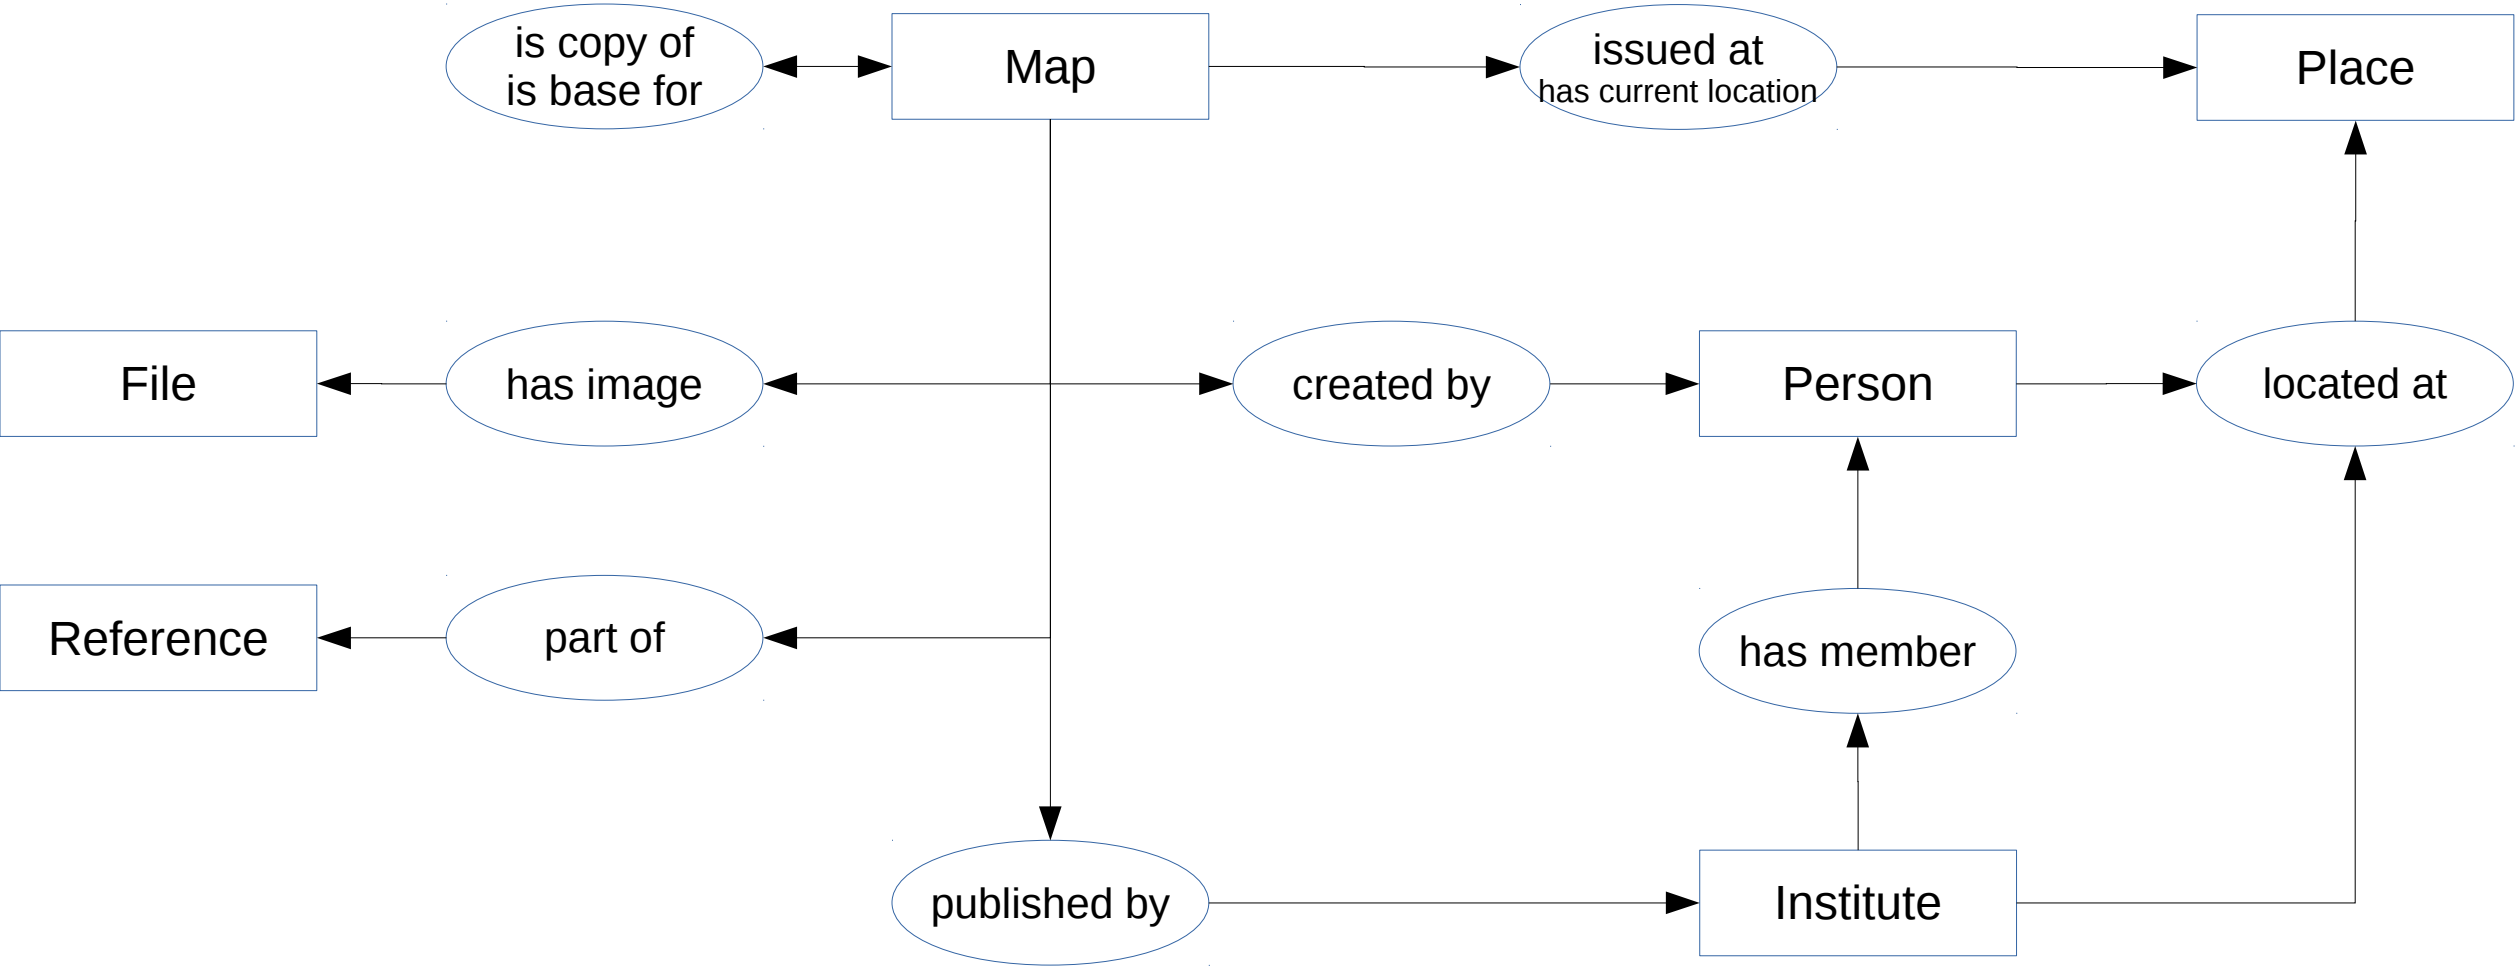 is copy of
is base for
Map
issued at
has current location
Place
File
has image
created by
Person
located at
Reference
part of
has member
published by
Institute